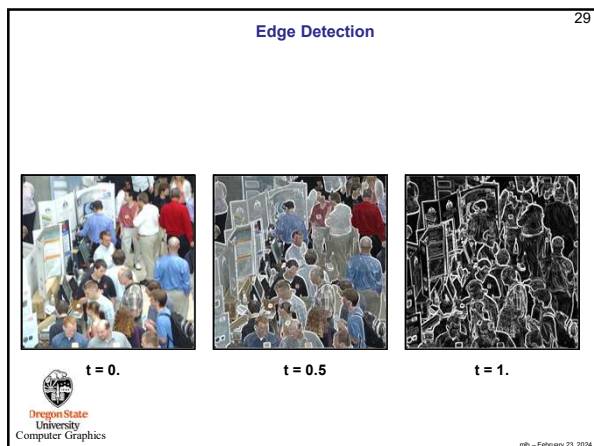 29
Edge Detection
t = 0.
t = 0.5
t = 1.
Oregon State
University
Computer Graphics
mjb – February 23, 2024